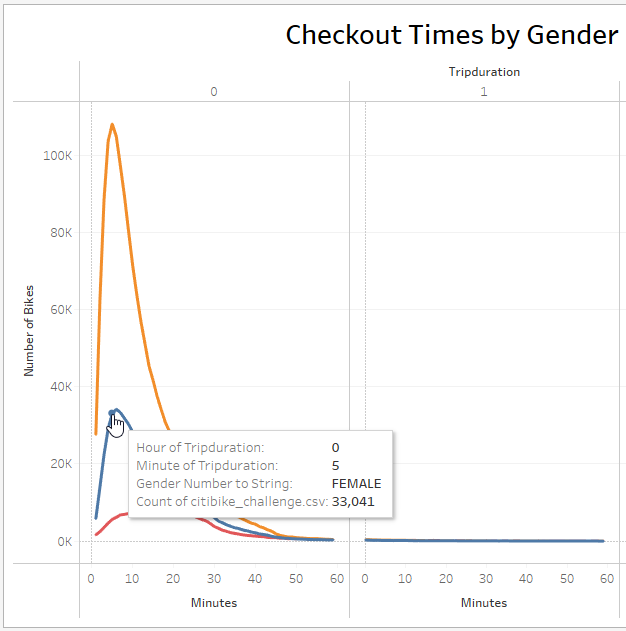 Checkout Times by Gender
Tripduration
0 1
100K
80K
60K
40K
20K
0K
Number of Bikes
Hour of Tripduration: 0
Minute of Tripduration: 5
Gender Number to String: FEMALE
Count of citibike_challenge.csv: 33,041
0 10 20 30 40 50 60 0 10 20 30 40 50 60
Minutes Minutes